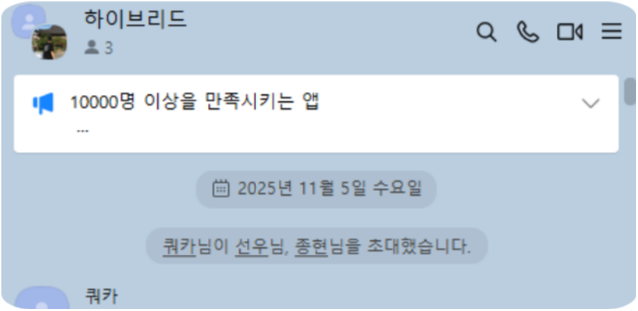 하이브리드
3
10000명 이상을 만족시키는 앱
...
2025년 11월 5일 수요일
쿼카님이 선우님, 종현님을 초대했습니다.
쿼카